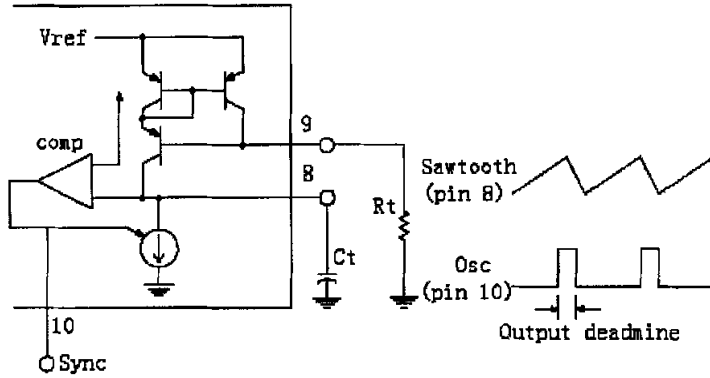 Vref
comp
9
8
Rt
Ct
10
Sync
Sawtooth
(pin 8)
Osc
(pin 10)
Output deadmine